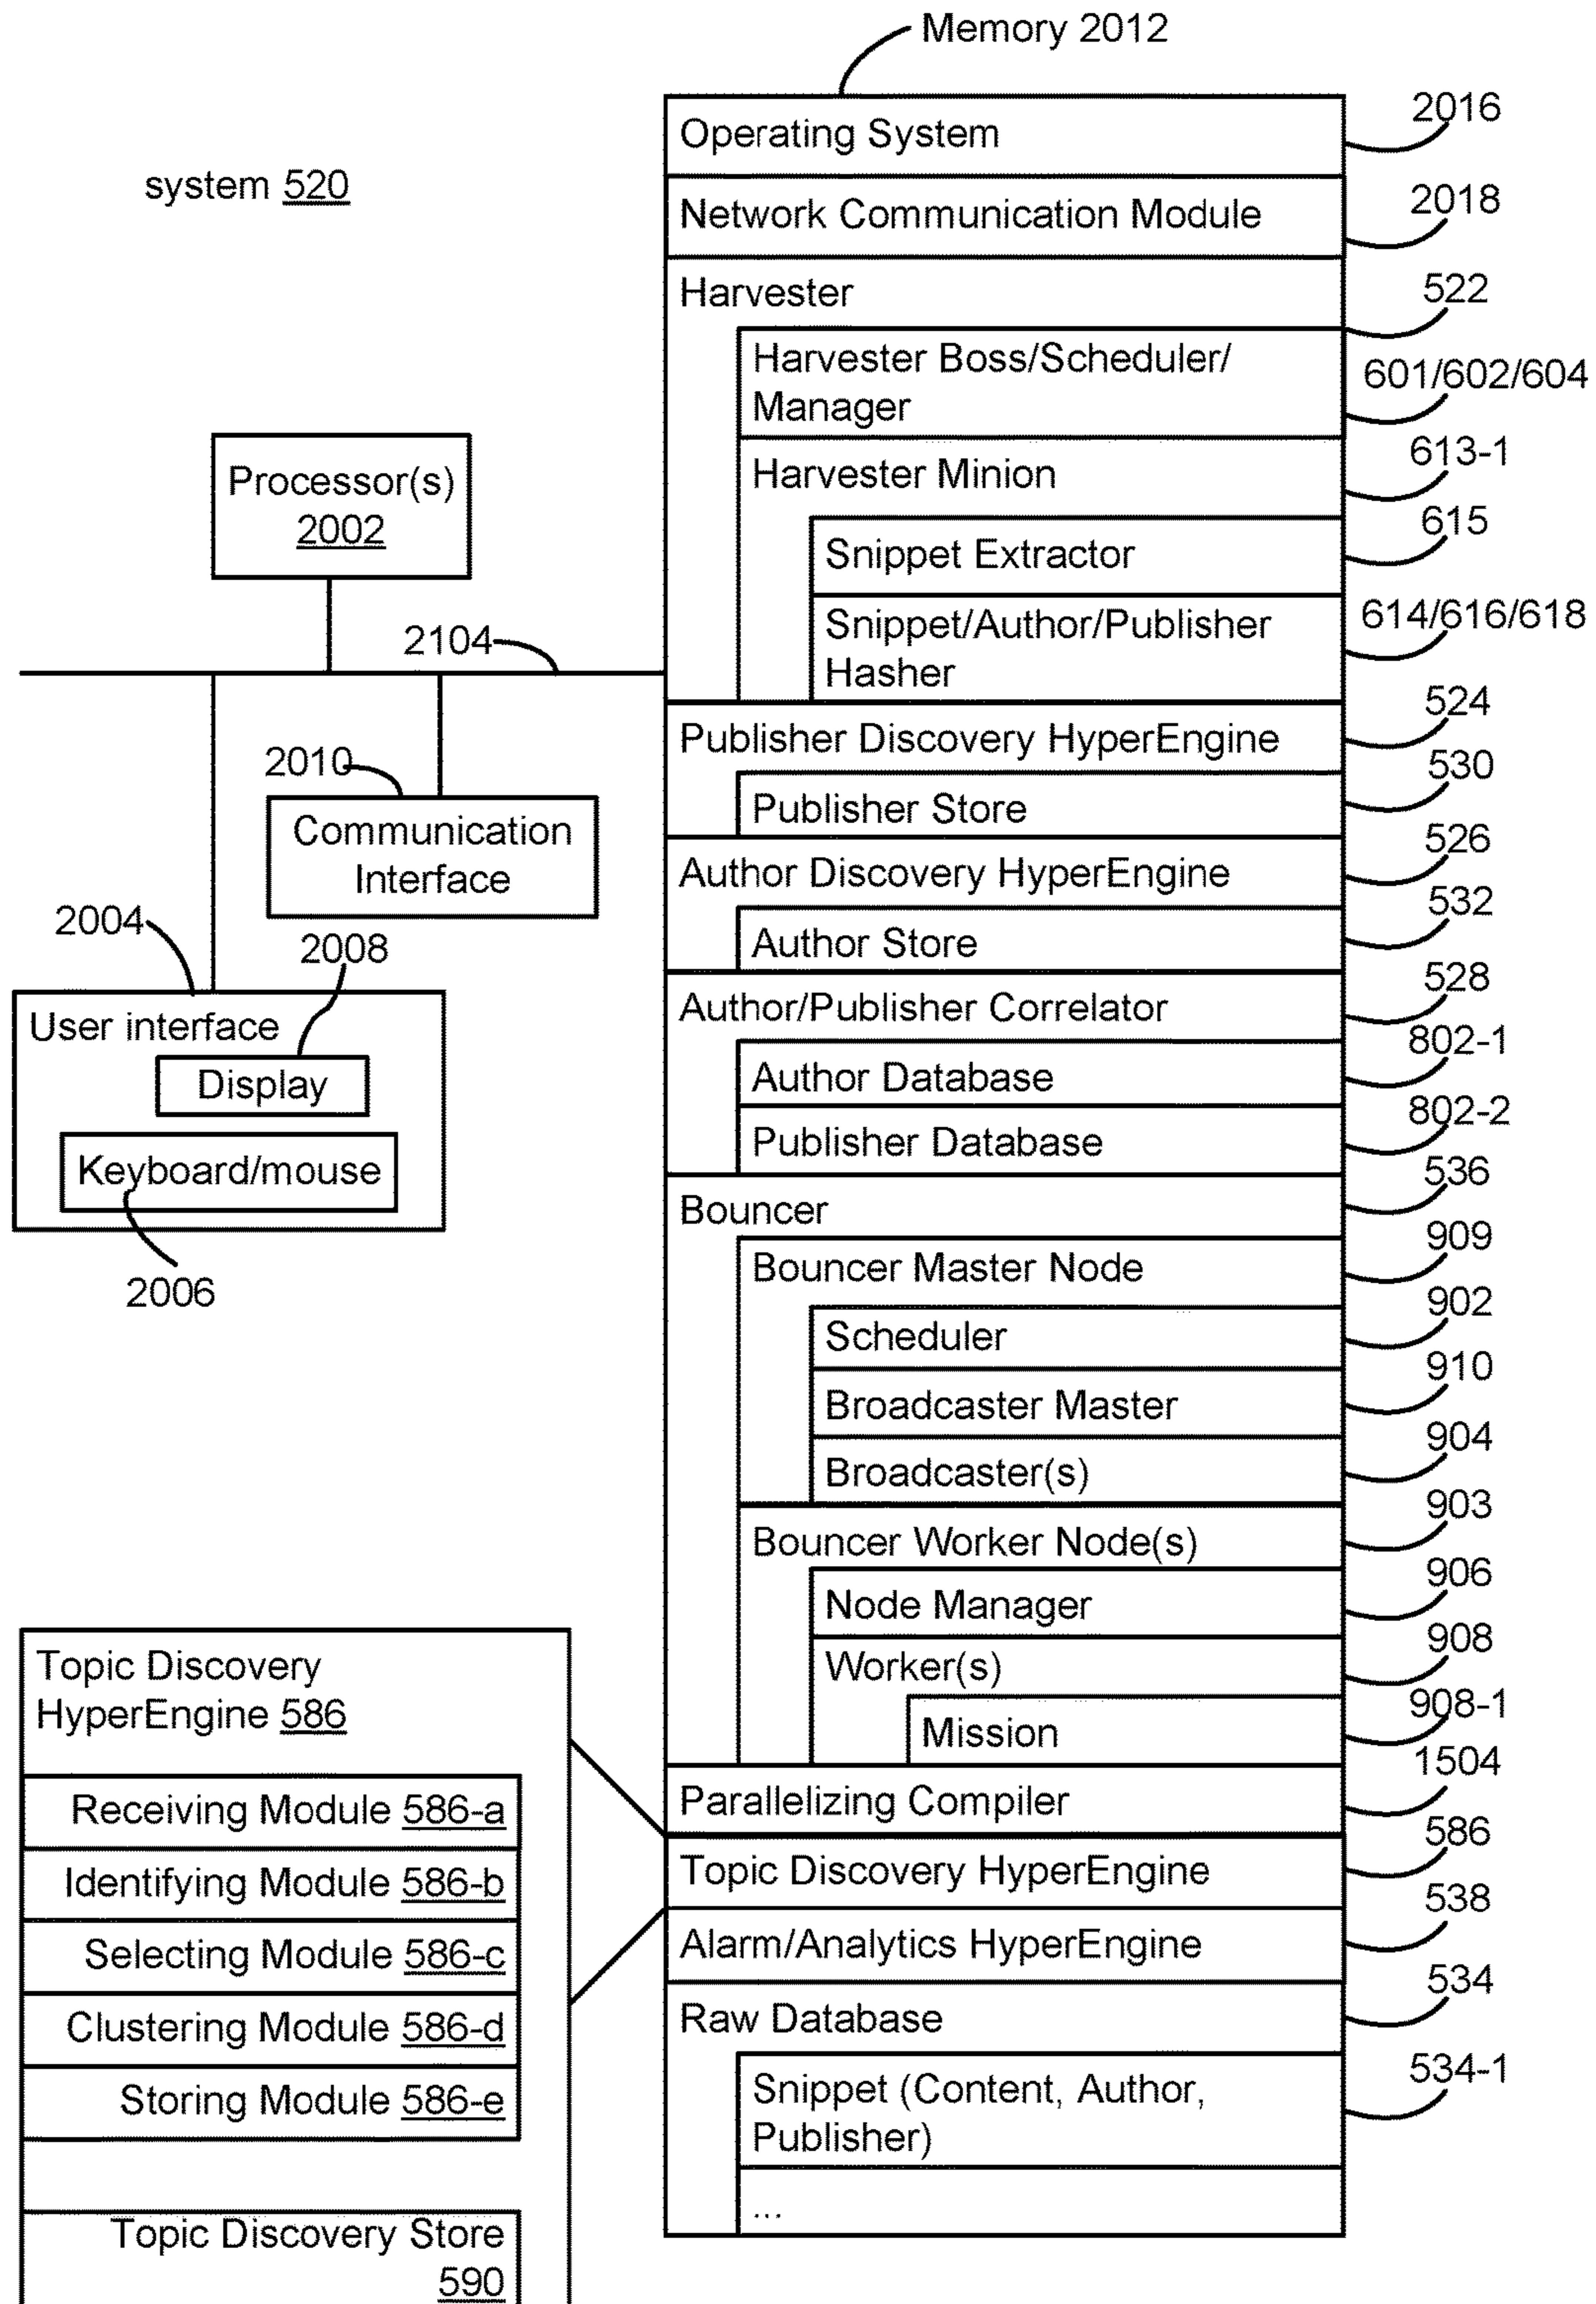 Memory 2012
system 520
Operating System
2016
Network Communication Module
2018
Harvester
522
Harvester Boss/Scheduler/
Manager
601/602/604
Harvester Minion
613-1
Snippet Extractor
615
Snippet/Author/Publisher
Hasher
614/616/618
Publisher Discovery HyperEngine
524
Publisher Store
530
Author Discovery HyperEngine
526
Author Store
532
Author/Publisher Correlator
528
Author Database
802-1
Publisher Database
802-2
Bouncer
536
Bouncer Master Node
909
Scheduler
902
Broadcaster Master
910
Broadcaster(s)
904
Bouncer Worker Node(s)
903
Node Manager
906
Worker(s)
908
Mission
908-1
Parallelizing Compiler
1504
Topic Discovery HyperEngine
586
Alarm/Analytics HyperEngine
538
Raw Database
534
Snippet (Content, Author,
Publisher)
534-1
...
Processor(s)
2002
2104
2010
Communication
Interface
2004
2008
User interface
Display
Keyboard/mouse
2006
Topic Discovery
HyperEngine 586
Receiving Module 586-a
Identifying Module 586-b
Selecting Module 586-c
Clustering Module 586-d
Storing Module 586-e
Topic Discovery Store
590